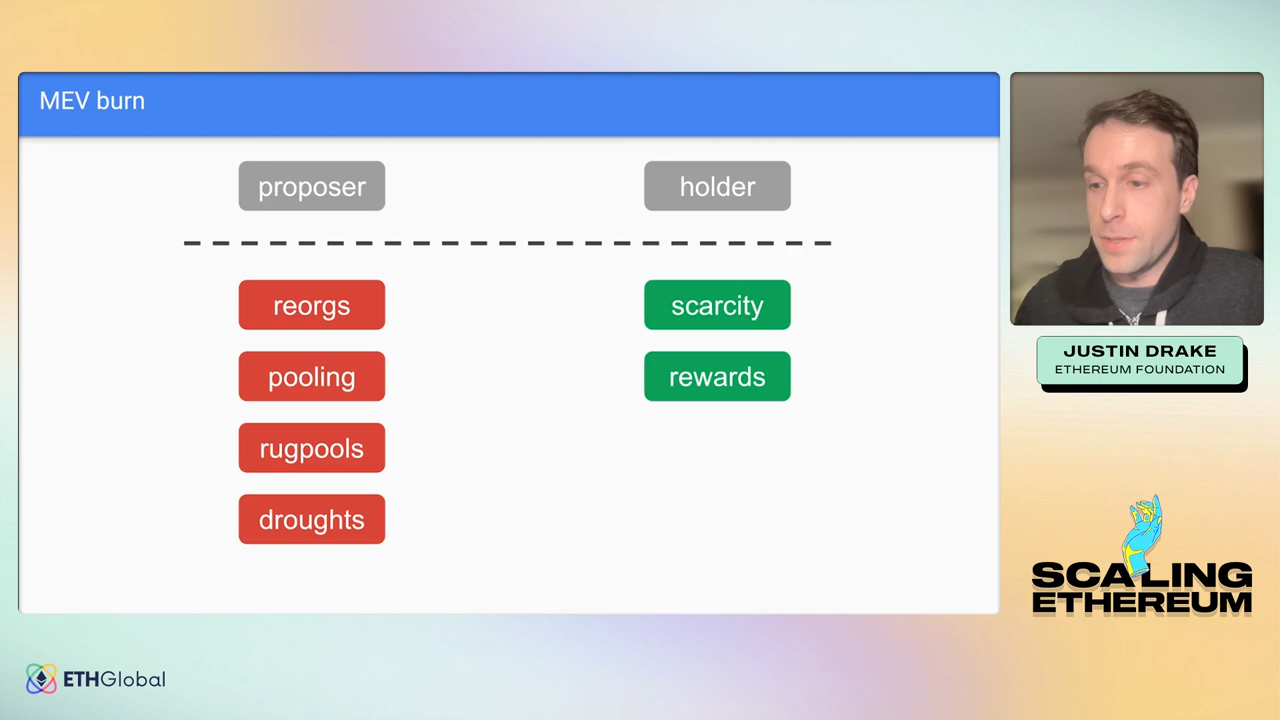 MEV burn
proposer
holder
reorgs
scarcity
pooling
rewards
rugpools
droughts
JUSTIN DRAKE
ETHEREUM FOUNDATION
SCALING
ETHEREUM
ETHGlobal